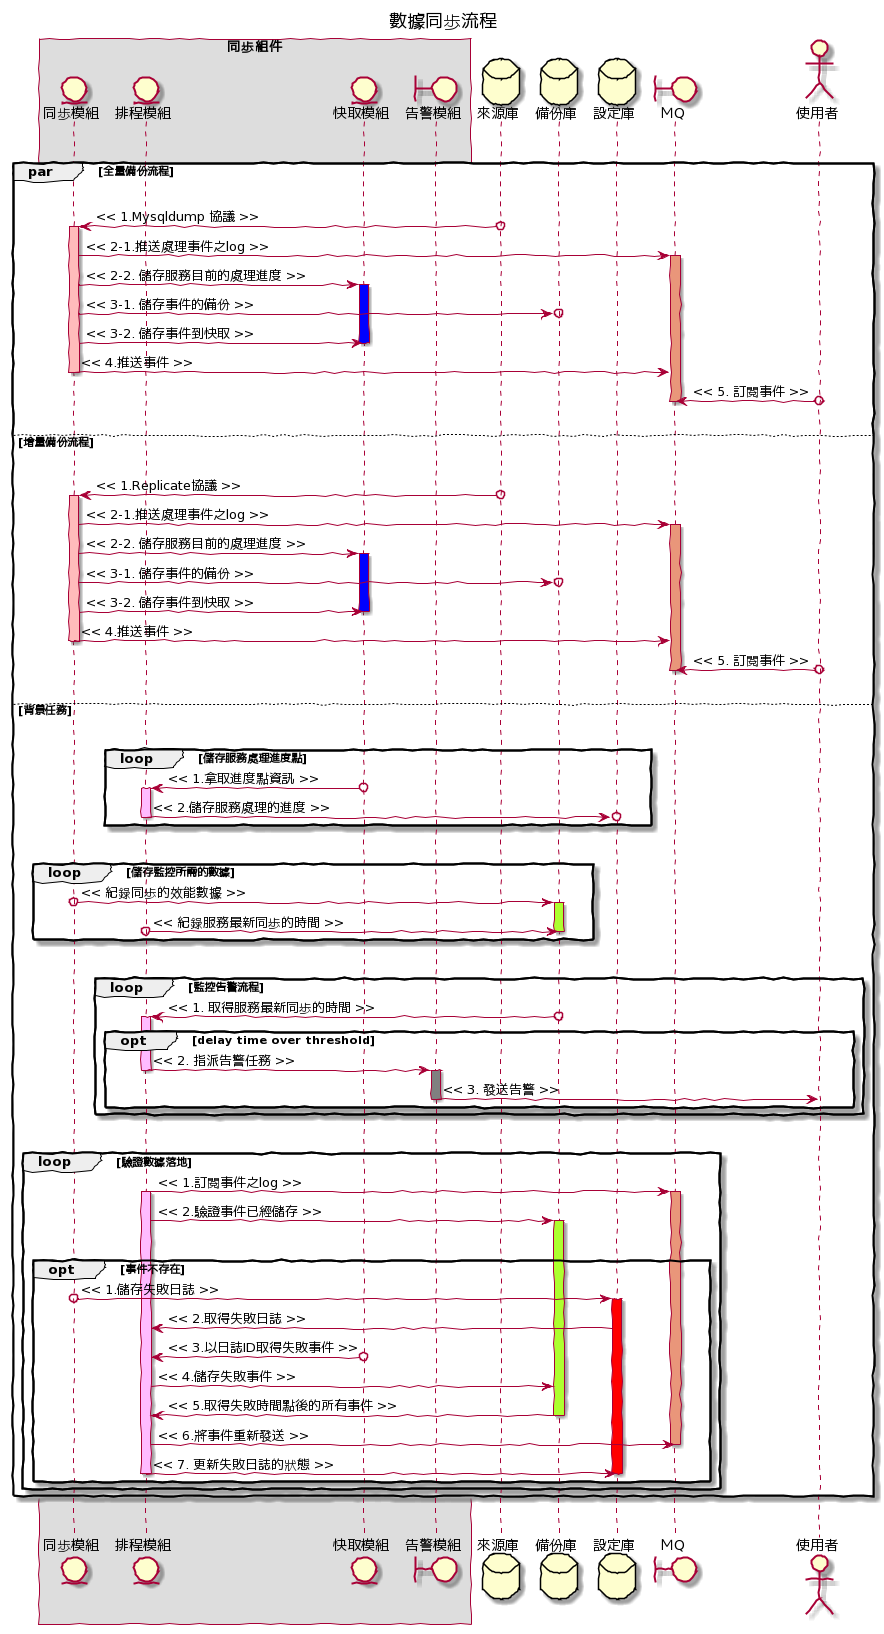 數據同步流程
同步組件
同步模組 排程模組 快取模組 告警模組 來源庫 備份庫 設定庫 MQ 使用者
par [全量備份流程]
<< 1.Mysqldump 協議 >>
<< 2-1.推送處理事件之log >>
<< 2-2. 儲存服務目前的處理進度 >>
<< 3-1. 儲存事件的備份 >>
<< 3-2. 儲存事件到快取 >>
<< 4.推送事件 >>
<< 5. 訂閱事件 >>
[增量備份流程]
<< 1.Replicate協議 >>
<< 2-1.推送處理事件之log >>
<< 2-2. 儲存服務目前的處理進度 >>
<< 3-1. 儲存事件的備份 >>
<< 3-2. 儲存事件到快取 >>
<< 4.推送事件 >>
<< 5. 訂閱事件 >>
[背景任務]
loop [儲存服務處理進度點]
<< 1.拿取進度點資訊 >>
<< 2.儲存服務處理的進度 >>
loop [儲存監控所需的數據]
<< 紀錄同步的效能數據 >>
<< 紀錄服務最新同步的時間 >>
loop [監控告警流程]
<< 1. 取得服務最新同步的時間 >>
opt [delay time over threshold]
<< 2. 指派告警任務 >>
<< 3. 發送告警 >>
loop [驗證數據落地]
<< 1.訂閱事件之log >>
<< 2.驗證事件已經儲存 >>
opt [事件不存在]
<< 1.儲存失敗日誌 >>
<< 2.取得失敗日誌 >>
<< 3.以日誌ID取得失敗事件 >>
<< 4.儲存失敗事件 >>
<< 5.取得失敗時間點後的所有事件 >>
<< 6.將事件重新發送 >>
<< 7. 更新失敗日誌的狀態 >>
同步模組 排程模組 快取模組 告警模組 來源庫 備份庫 設定庫 MQ 使用者